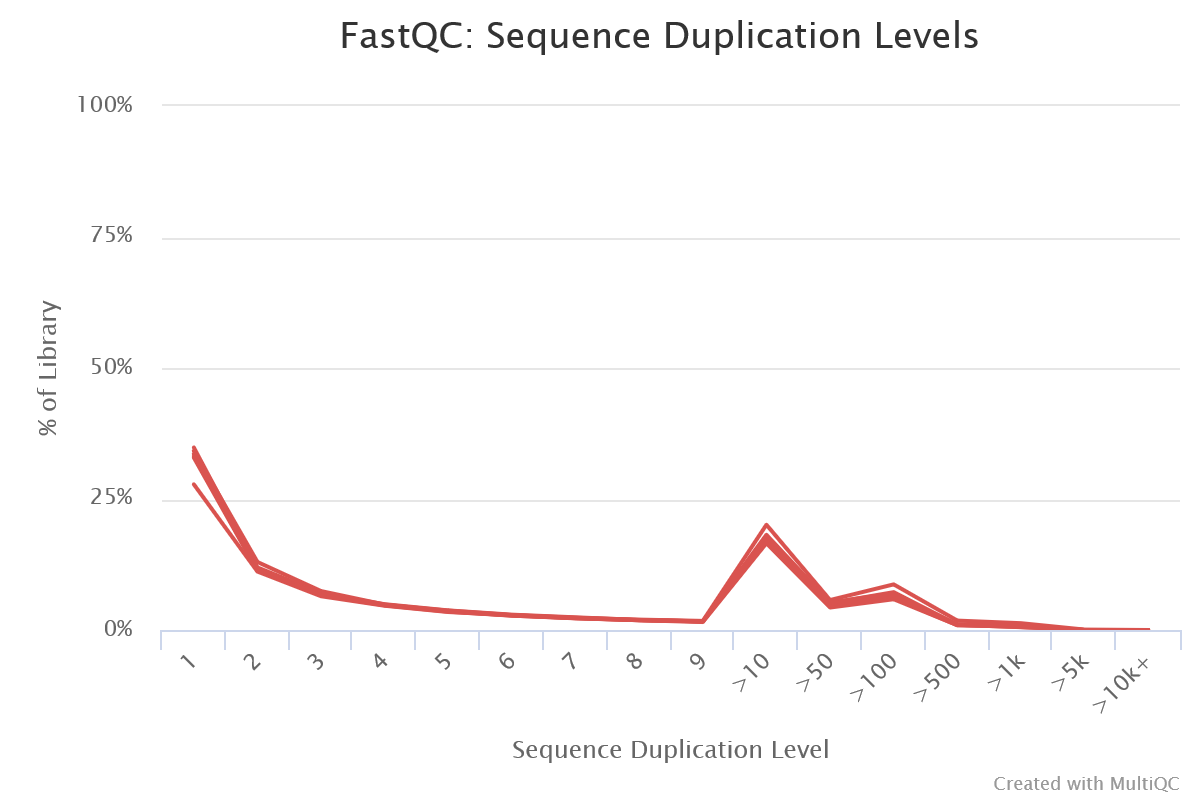 FastQC: Sequence Duplication Levels
100%
75%
50%
25%
0%
% of Library
1
2
3
4
5
6
7
8
9
>10
>50
>100
>500
>1k
>5k
>10k+
Sequence Duplication Level
Created with MultiQC